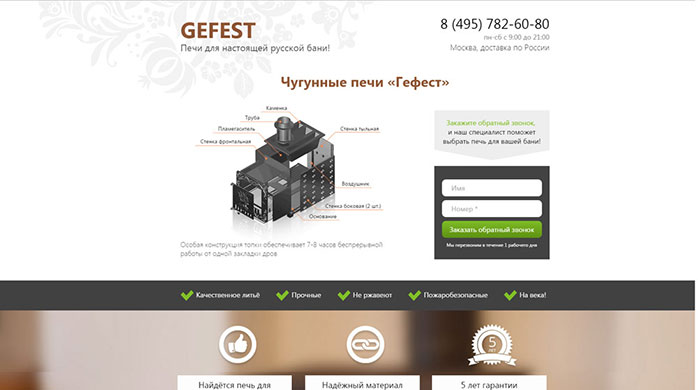 GEFEST
Печи для настоящей русской бани!
8 (495) 782-60-80
пн-сб с 9:00 до 21:00
Москва, доставка по России
Чугунные печи «Гефест»
Каменка
Труба
Пламегаситель
Стенка фронтальная
Стенка тыльная
Воздушник
Стенка боковая (2 шт.)
Основание
Особая конструкция топки обеспечивает 7-8 часов беспрерывной
работы от одной закладки дров
Закажите обратный звонок,
и наш специалист поможет
выбрать печь для вашей бани!
Имя
Номер *
Заказать обратный звонок
Мы перезвоним в течение 1 рабочего дня
Качественное литьё
Прочные
Не ржавеют
Пожаробезопасные
На века!
5
ЛЕТ
Найдётся печь для
Надёжный материал
5 лет гарантии